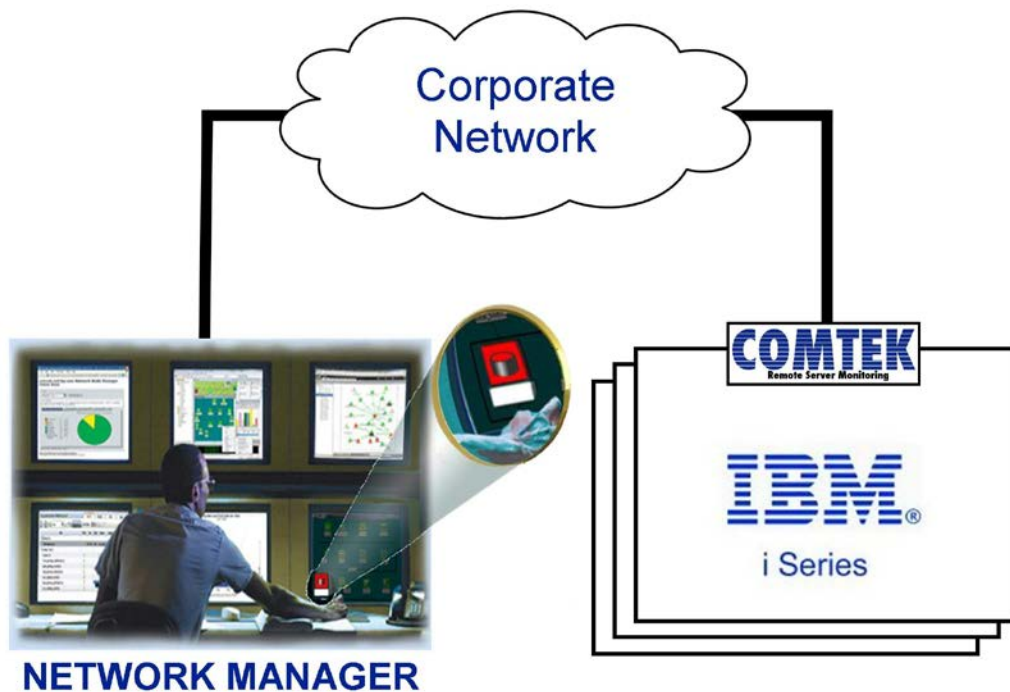 Corporate
Network
COMTEK
Remote Server Monitoring
IBM®
i Series
NETWORK MANAGER